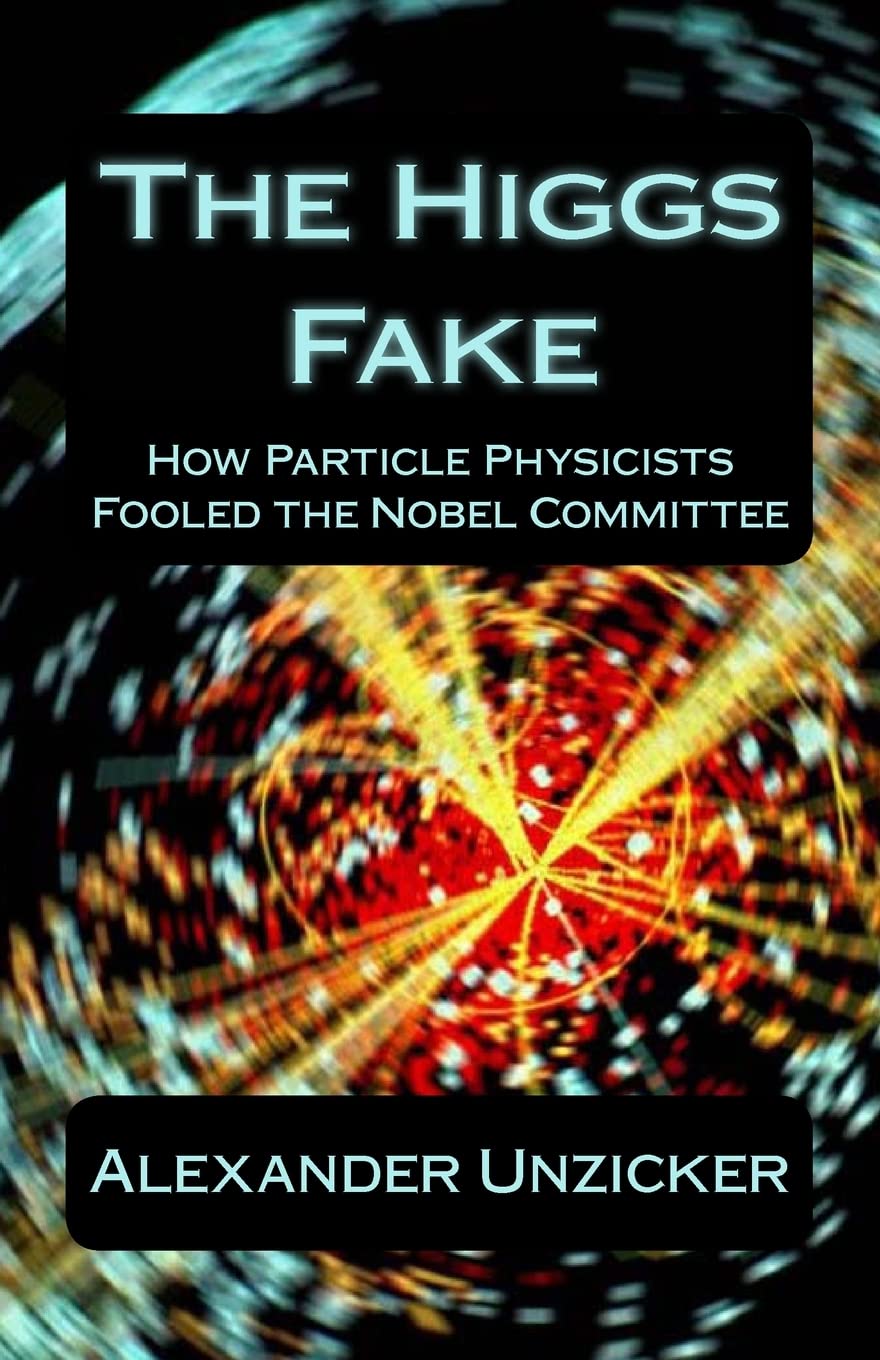 The Higgs
Fake
How Particle Physicists
Fooled the Nobel Committee
Alexander Unzicker